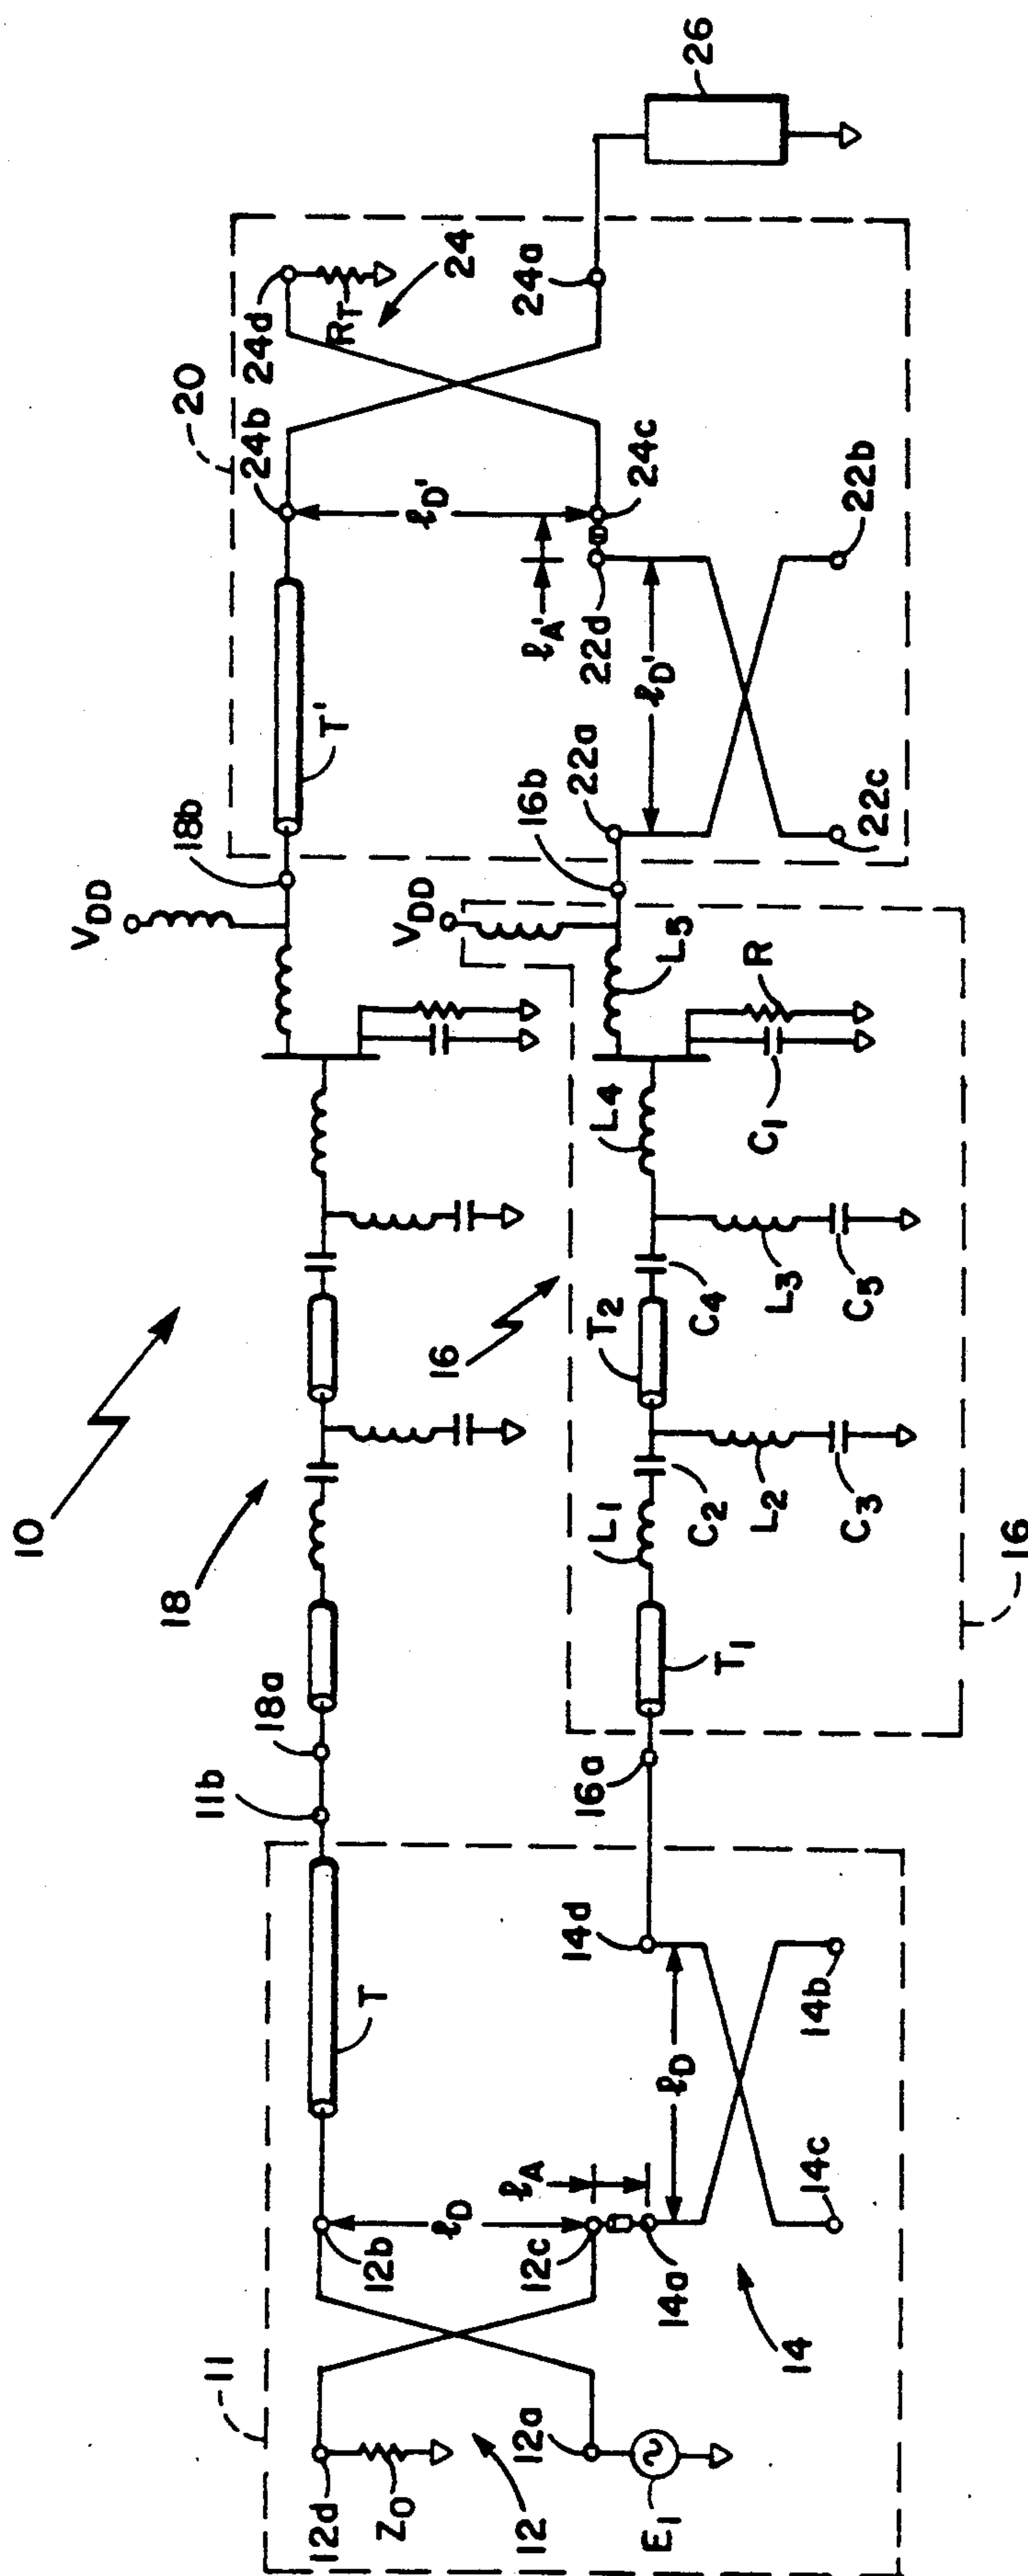 10
11
12d
Z₀
12
12a
E₁
12b
ℓD
12c
ℓA
14a
14
T
ℓD
14d
14c
14b
11b
18a
18
16a
T₁
L₁
C₂
L₂
C₃
T₂
16
C₄
L₃
C₅
L₄
C₁
R
L₅
16
VDD
VDD
18b
16b
22a
T'
ℓD'
22c
22b
22d
ℓA'
ℓD'
24c
24b
20
24d
RT
24
24a
26